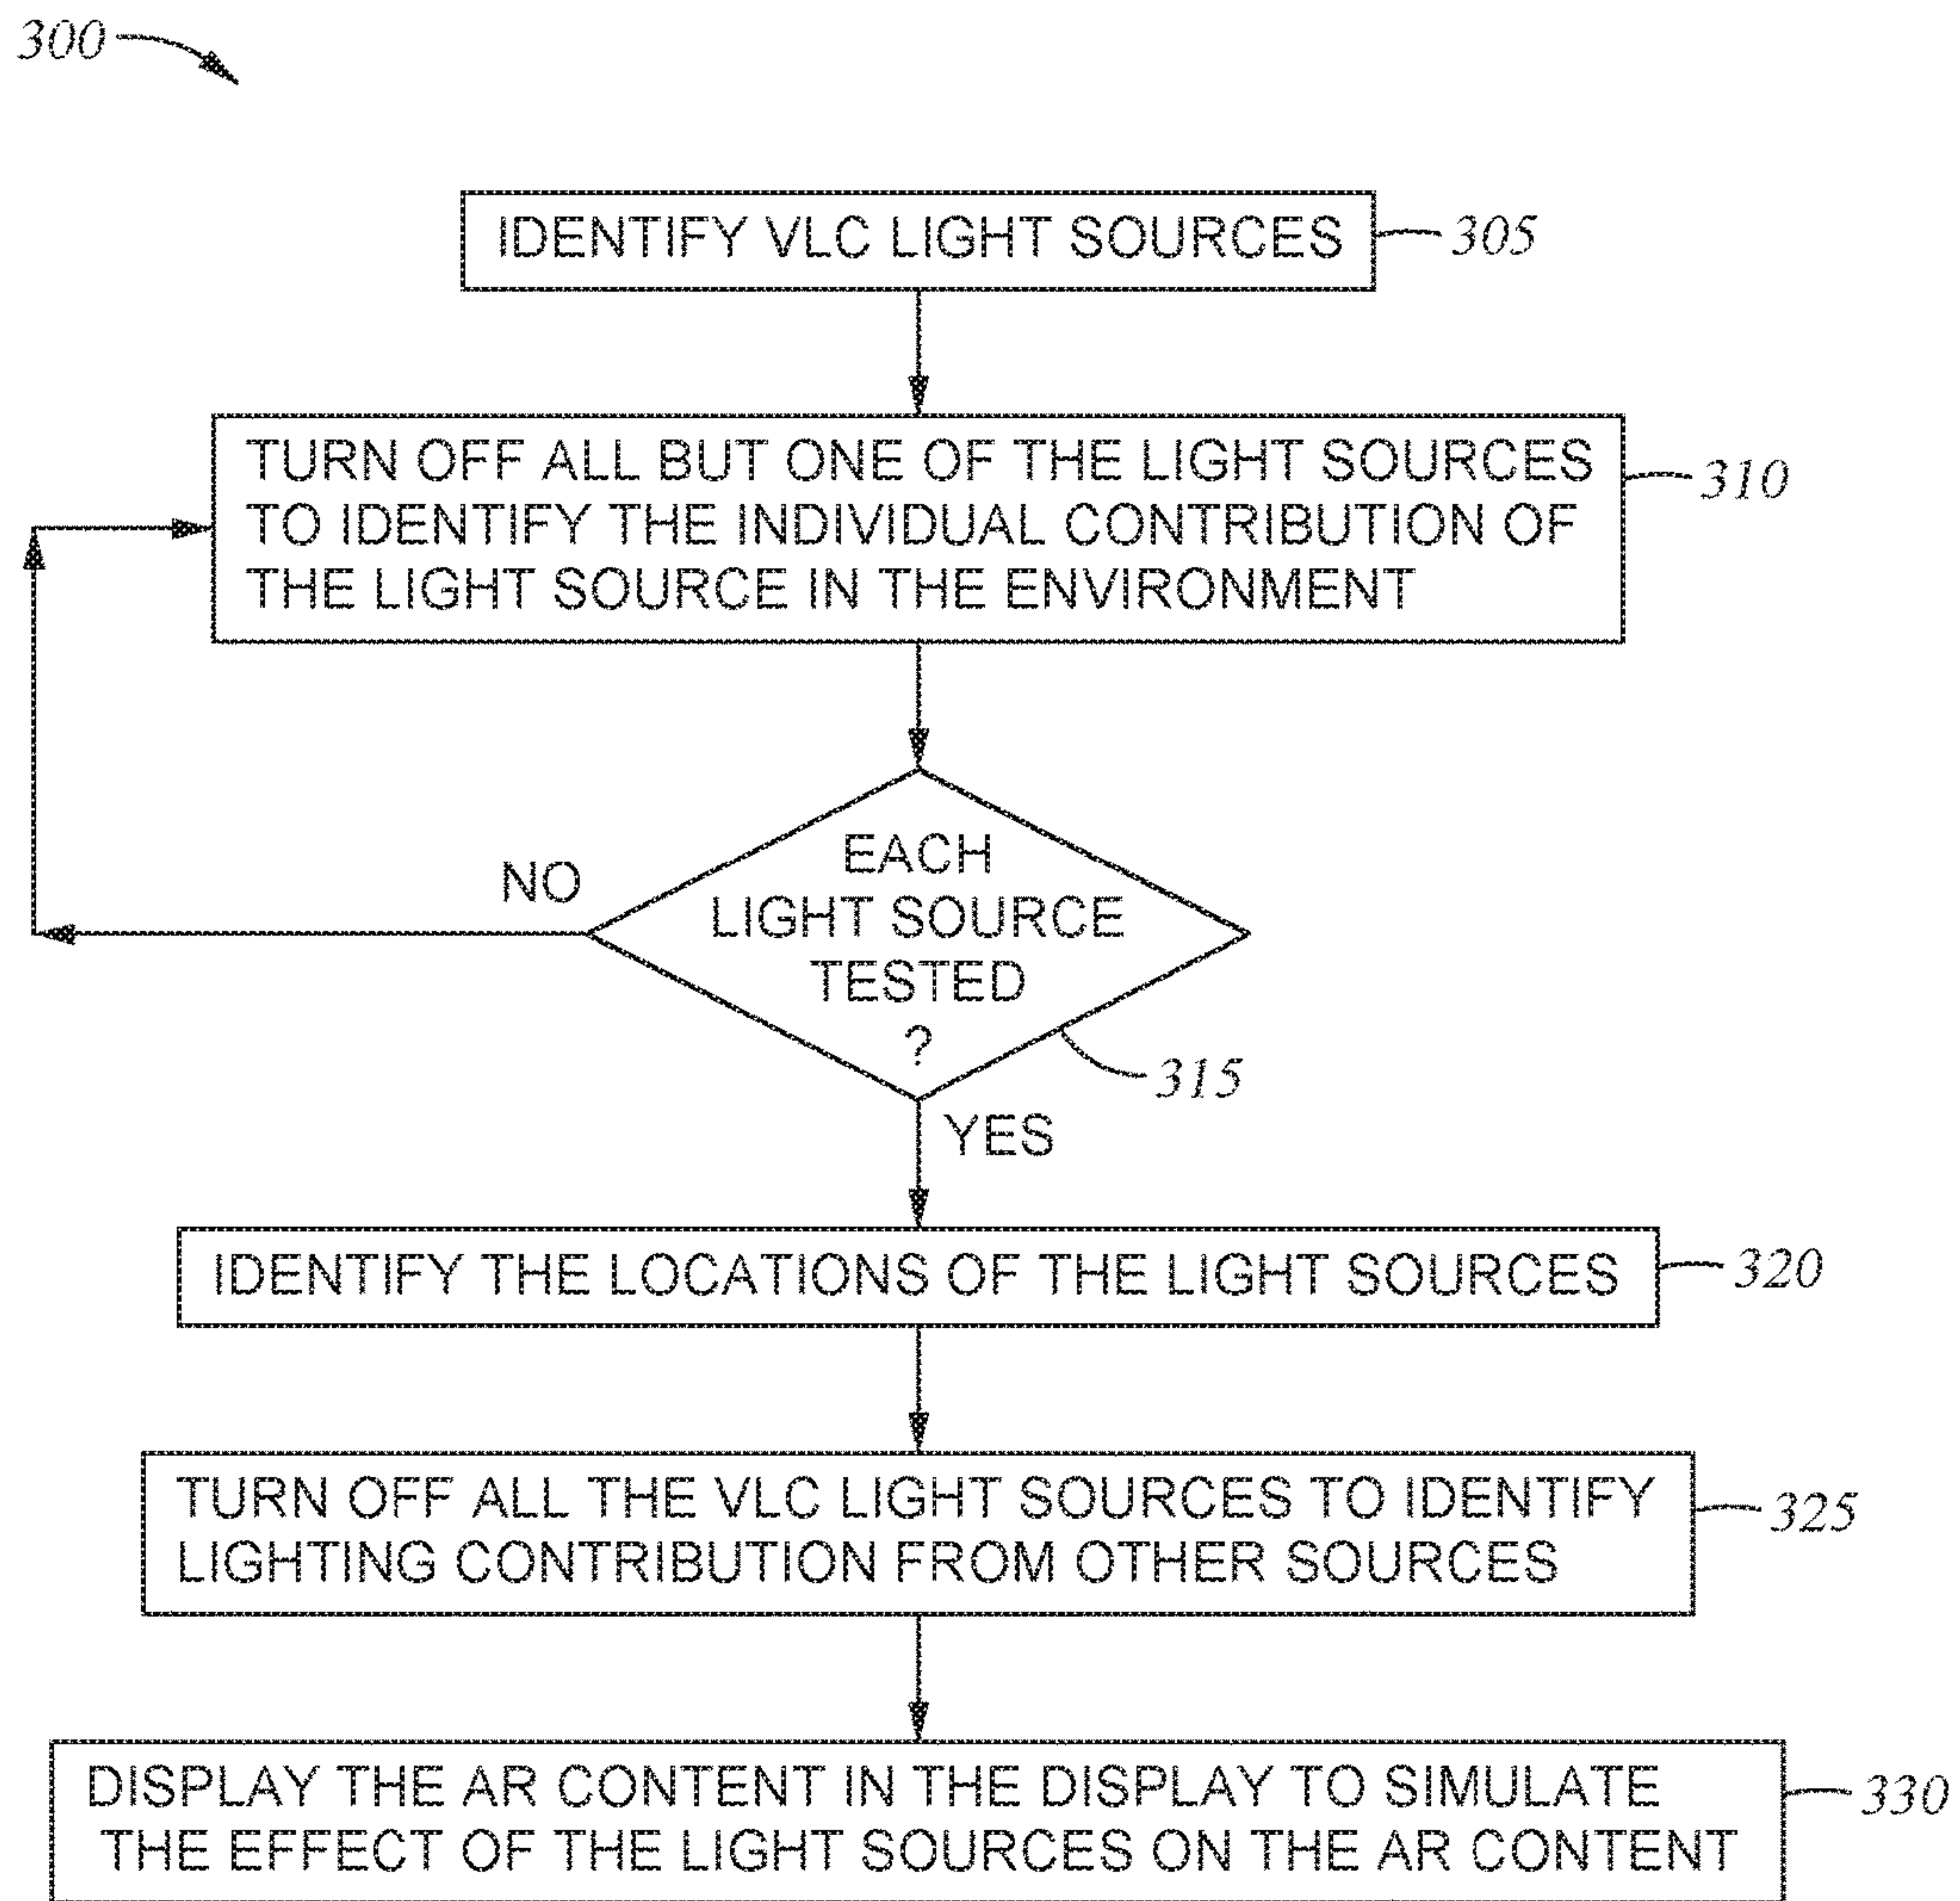 300
IDENTIFY VLC LIGHT SOURCES
305
TURN OFF ALL BUT ONE OF THE LIGHT SOURCES
TO IDENTIFY THE INDIVIDUAL CONTRIBUTION OF
THE LIGHT SOURCE IN THE ENVIRONMENT
310
EACH
LIGHT SOURCE
TESTED
?
NO
315
YES
IDENTIFY THE LOCATIONS OF THE LIGHT SOURCES
320
TURN OFF ALL THE VLC LIGHT SOURCES TO IDENTIFY
LIGHTING CONTRIBUTION FROM OTHER SOURCES
325
DISPLAY THE AR CONTENT IN THE DISPLAY TO SIMULATE
THE EFFECT OF THE LIGHT SOURCES ON THE AR CONTENT
330